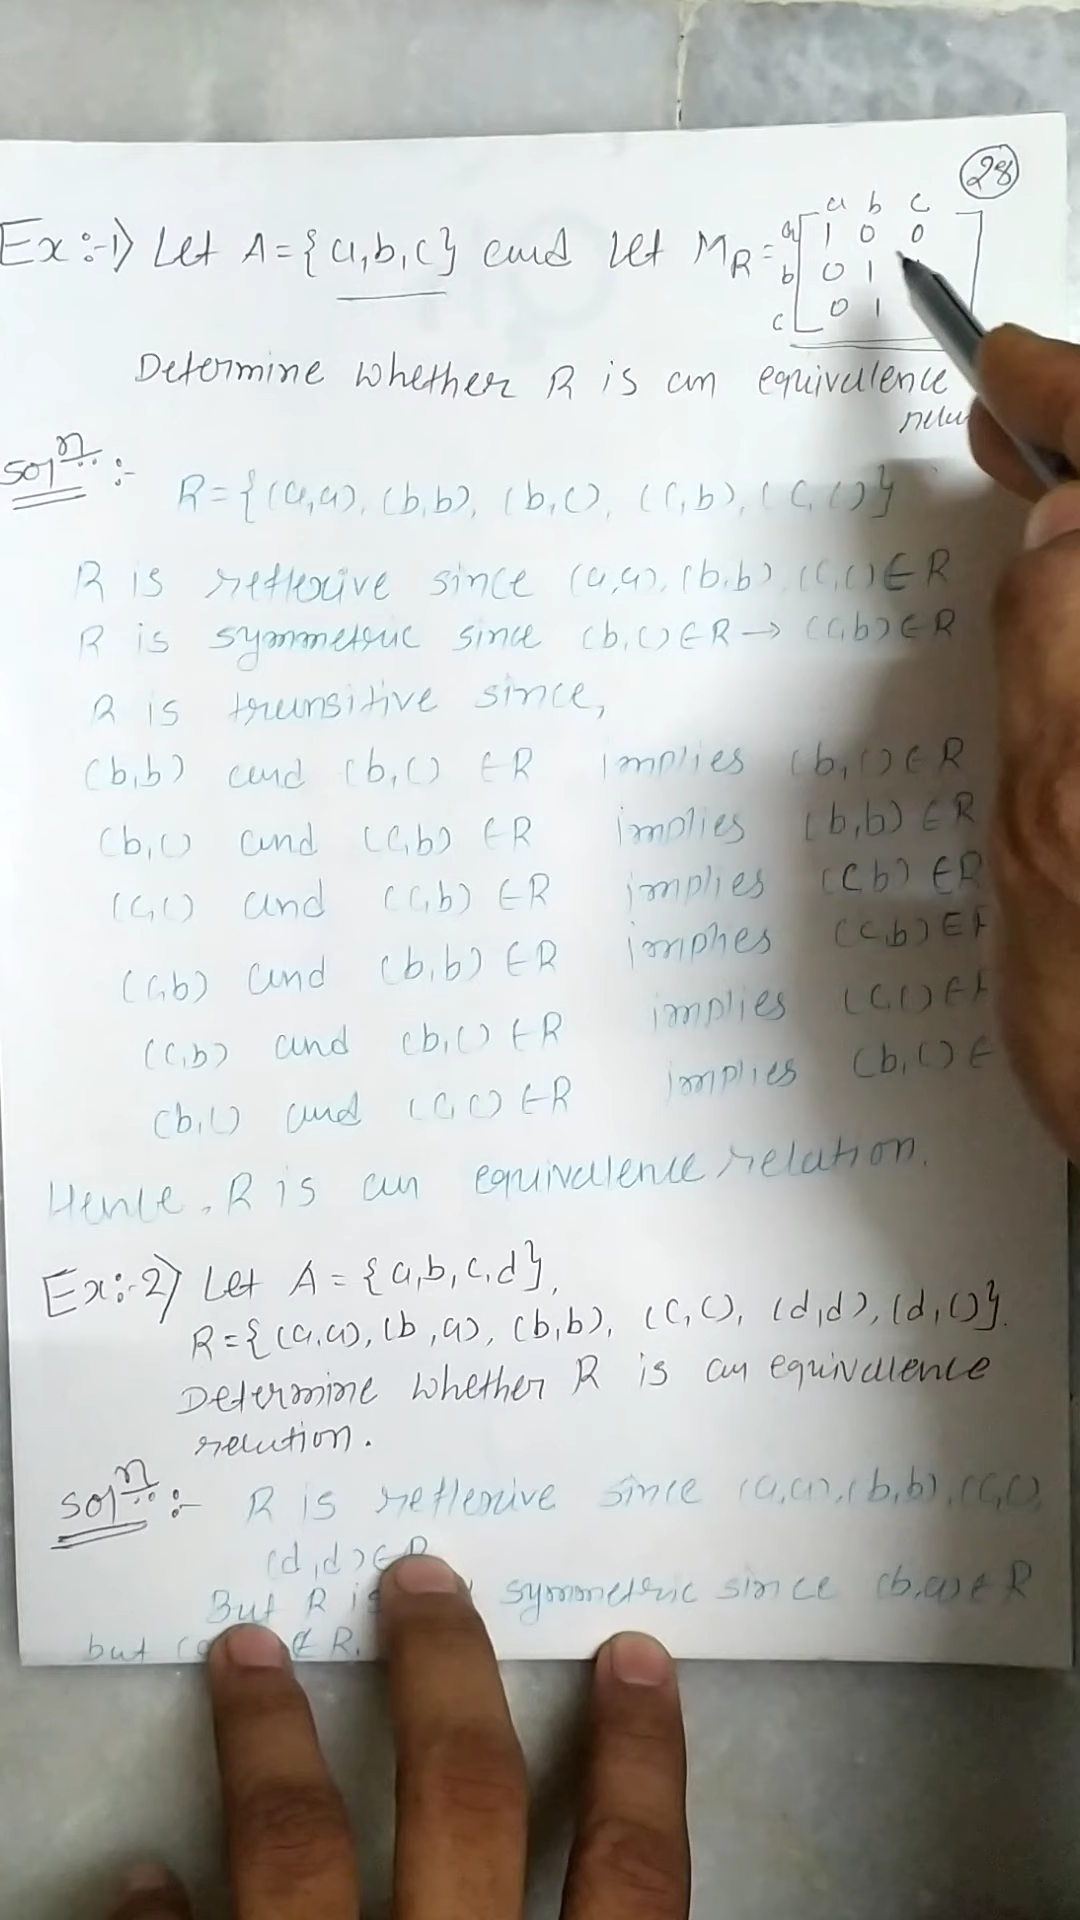 28
Ex:-1) Let A={a,b,c} and let MR=
a b c
a 1 0 0
b 0 1
c 0 1
Determine whether R is an equivalence
Solⁿ:-
R={(a,a), (b,b), (b,c), (c,b), (c,c)}
R is reflexive since (a,a), (b,b), (c,c)∈R
R is symmetric since (b,c)∈R→ (c,b)∈R
R is transitive since,
(b,b) and (b,c) ∈R implies (b,c)∈R
(b,c) and (c,b) ∈R implies (b,b)∈R
(c,c) and (c,b) ∈R implies (c,b) ∈R
(c,b) and (b,b) ∈R implies (c,b)∈
(c,b) and (b,c) ∈R implies (c,c)∈
(b,c) and (c,c) ∈R implies (b,c)∈
Hence, R is an equivalence relation.
Ex:-2) Let A = {a,b,c,d},
R={(a,a), (b,a), (b,b), (c,c), (d,d), (d,c)}.
Determine whether R is an equivalence
relation.
Solⁿ:- R is reflexive since (a,a), (b,b), (c,c),
(d,d)∈R
But R is symmetric since (b,a)∈R
but ∉ R.